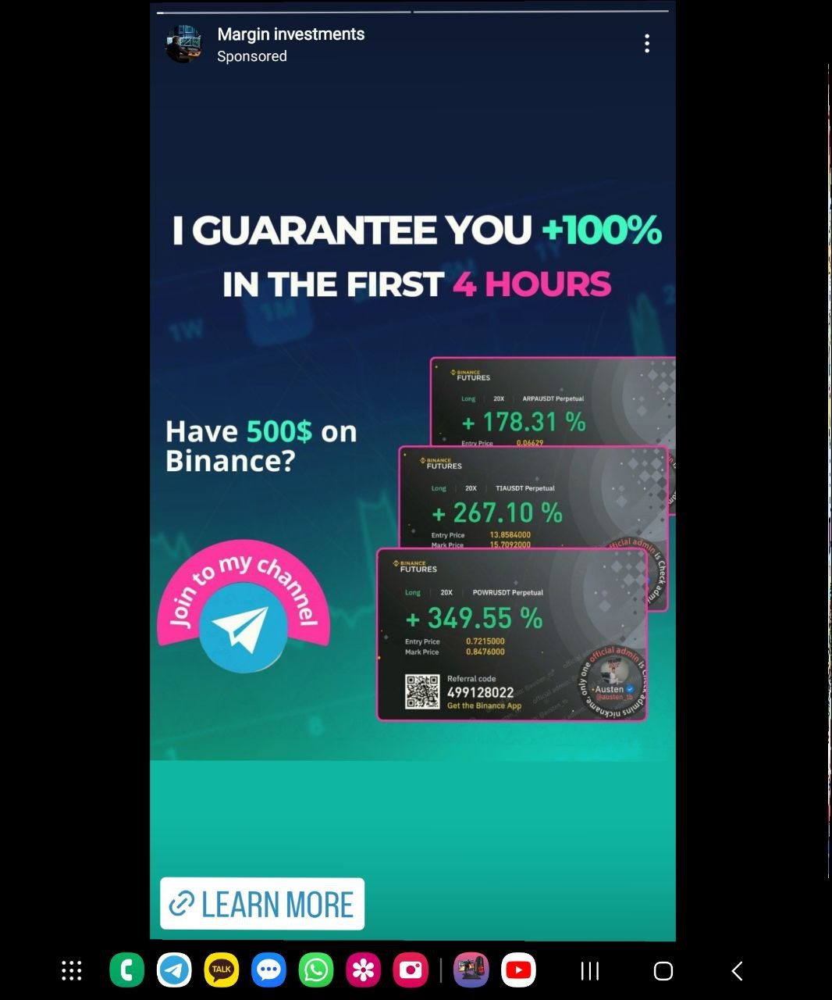 Margin investments
Sponsored
I GUARANTEE YOU +100%
IN THE FIRST 4 HOURS
1W
1M
1Y
BINANCE
FUTURES
Long 20X ARPAUSDT Perpetual
+ 178.31 %
Entry Price 0.06629
Have 500$ on
Binance?
BINANCE
FUTURES
Long 20X TIAUSDT Perpetual
+ 267.10 %
Entry Price 13.8584000
Mark Price 15.7092000
official admin is Check
BINANCE
FUTURES
Long 20X POWRUSDT Perpetual
+ 349.55 %
Entry Price 0.7215000
Mark Price 0.8476000
Join to my channel
Referral code
499128022
Get the Binance App
only one official admin is Check admins nickname,
Austen
@austen_tb
LEARN MORE
TALK